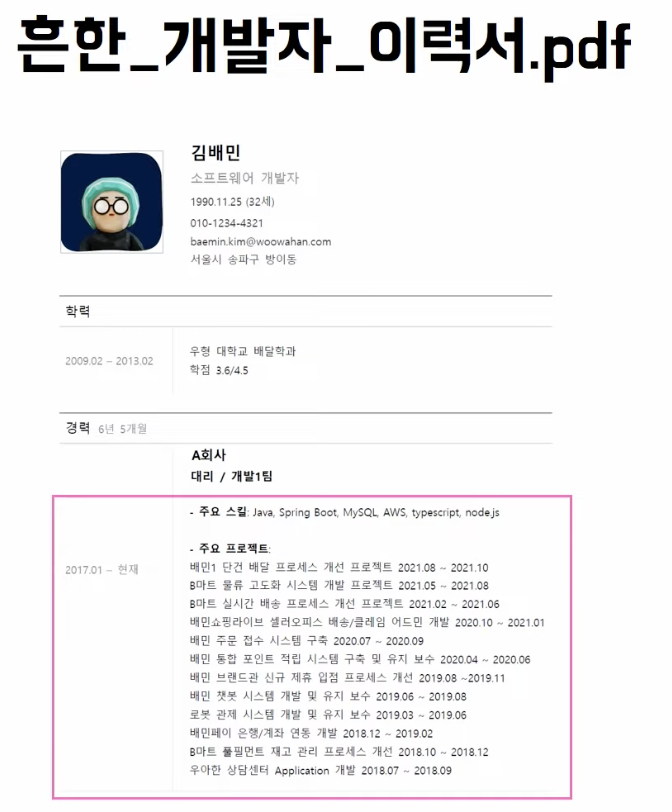 흔한_개발자_이력서.pdf
김배민
소프트웨어 개발자
1990.11.25 (32세)
010-1234-4321
baemin.kim@woowahan.com
서울시 송파구 방이동
학력
2009.02 – 2013.02
우형 대학교 배달학과
학점 3.6/4.5
경력 6년 5개월
A회사
대리 / 개발1팀
2017.01 – 현재
- 주요 스킬: Java, Spring Boot, MySQL, AWS, typescript, node.js
- 주요 프로젝트:
배민1 단건 배달 프로세스 개선 프로젝트 2021.08 ~ 2021.10
B마트 물류 고도화 시스템 개발 프로젝트 2021.05 ~ 2021.08
B마트 실시간 배송 프로세스 개선 프로젝트 2021.02 ~ 2021.06
배민쇼핑라이브 셀러오피스 배송/클레임 어드민 개발 2020.10 ~ 2021.01
배민 주문 접수 시스템 구축 2020.07 ~ 2020.09
배민 통합 포인트 적립 시스템 구축 및 유지 보수 2020.04 ~ 2020.06
배민 브랜드관 신규 제휴 입점 프로세스 개선 2019.08 ~2019.11
배민 챗봇 시스템 개발 및 유지 보수 2019.06 ~ 2019.08
로봇 관제 시스템 개발 및 유지 보수 2019.03 ~ 2019.06
배민페이 은행/계좌 연동 개발 2018.12 ~ 2019.02
B마트 풀필먼트 재고 관리 프로세스 개선 2018.10 ~ 2018.12
우아한 상담센터 Application 개발 2018.07 ~ 2018.09